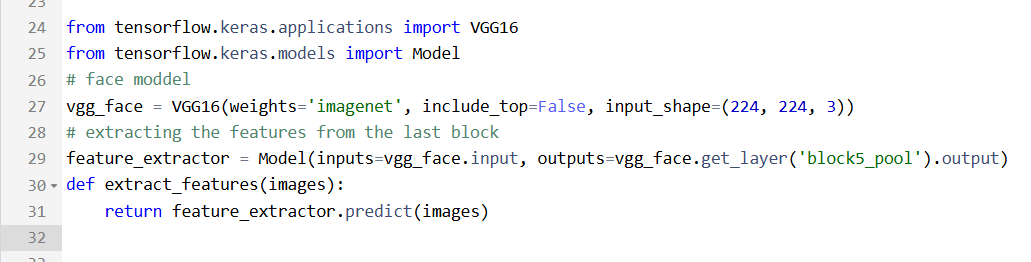 24 from tensorflow.keras.applications import VGG16
25 from tensorflow.keras.models import Model
26 # face moddel
27 vgg_face = VGG16(weights='imagenet', include_top=False, input_shape=(224, 224, 3))
28 # extracting the features from the last block
29 feature_extractor = Model(inputs=vgg_face.input, outputs=vgg_face.get_layer('block5_pool').output)
30 def extract_features(images):
31     return feature_extractor.predict(images)
32